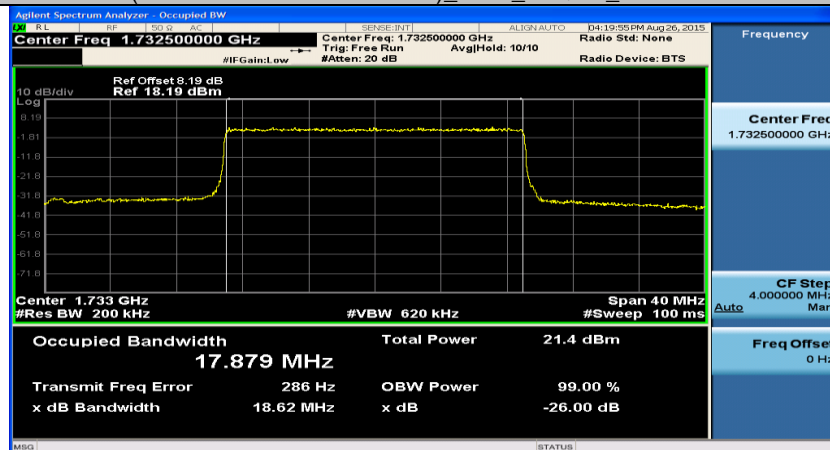 Agilent Spectrum Analyzer - Occupied BW
LXI RL RF 50 Ω AC SENSE:INT ALIGN AUTO 04:19:55 PM Aug 26, 2015
Center Freq 1.732500000 GHz Center Freq: 1.732500000 GHz Radio Std: None
Trig: Free Run Avg|Hold: 10/10
#IFGain:Low #Atten: 20 dB Radio Device: BTS
Ref Offset 8.19 dB
10 dB/div Ref 18.19 dBm
Log
8.19
-1.81
-11.8
-21.8
-31.8
-41.8
-51.8
-61.8
-71.8
Center 1.733 GHz Span 40 MHz
#Res BW 200 kHz #VBW 620 kHz #Sweep 100 ms
Occupied Bandwidth Total Power 21.4 dBm
17.879 MHz
Transmit Freq Error 286 Hz OBW Power 99.00 %
x dB Bandwidth 18.62 MHz x dB -26.00 dB
MSG STATUS
Frequency
Center Freq
1.732500000 GHz
CF Step
4.000000 MHz
Auto Man
Freq Offset
0 Hz